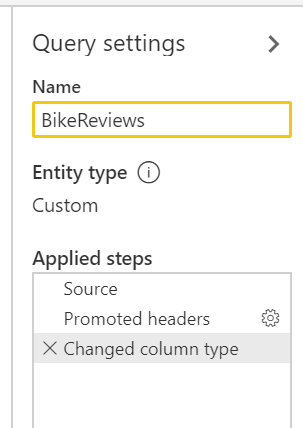 Query settings
Name
BikeReviews
Entity type
Custom
Applied steps
Source
Promoted headers
Changed column type